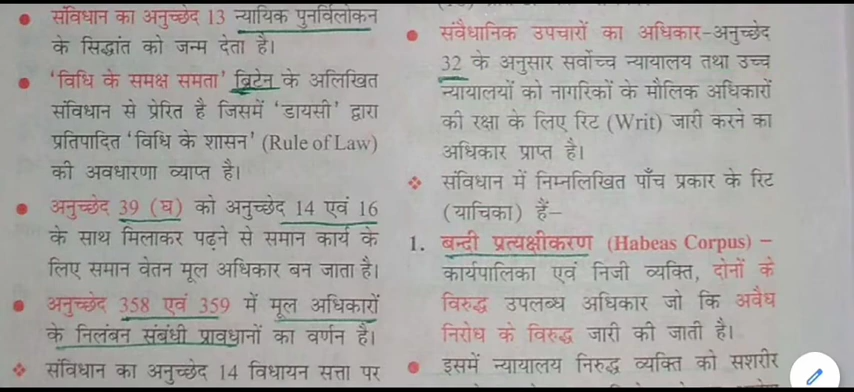 संविधान का अनुच्छेद 13 न्यायिक पुनर्विलोकन
के सिद्धांत को जन्म देता है।
'विधि के समक्ष समता' ब्रिटेन के अलिखित
संविधान से प्रेरित है जिसमें 'डायसी' द्वारा
प्रतिपादित 'विधि के शासन' (Rule of Law)
की अवधारणा व्याप्त है।
अनुच्छेद 39 (घ) को अनुच्छेद 14 एवं 16
के साथ मिलाकर पढ़ने से समान कार्य के
लिए समान वेतन मूल अधिकार बन जाता है।
अनुच्छेद 358 एवं 359 में मूल अधिकारों
के निलंबन संबंधी प्रावधानों का वर्णन है।
संविधान का अनुच्छेद 14 विधायन सत्ता पर
संवैधानिक उपचारों का अधिकार-अनुच्छेद
32 के अनुसार सर्वोच्च न्यायालय तथा उच्च
न्यायालयों को नागरिकों के मौलिक अधिकारों
की रक्षा के लिए रिट (Writ) जारी करने का
अधिकार प्राप्त है।
संविधान में निम्नलिखित पाँच प्रकार के रिट
(याचिका) हैं–
1. बन्दी प्रत्यक्षीकरण (Habeas Corpus) –
कार्यपालिका एवं निजी व्यक्ति, दोनों के
विरुद्ध उपलब्ध अधिकार जो कि अवैध
निरोध के विरुद्ध जारी की जाती है।
इसमें न्यायालय निरुद्ध व्यक्ति को सशरीर